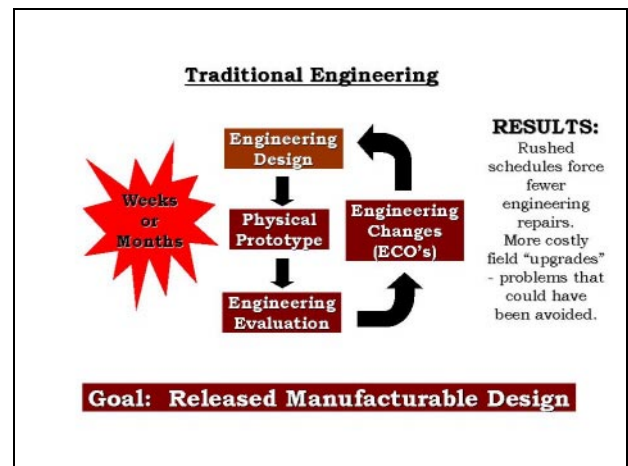 Traditional Engineering
Weeks
or
Months
Engineering
Design
Physical
Prototype
Engineering
Evaluation
Engineering
Changes
(ECO's)
RESULTS:
Rushed
schedules force
fewer
engineering
repairs.
More costly
field “upgrades”
- problems that
could have
been avoided.
Goal: Released Manufacturable Design